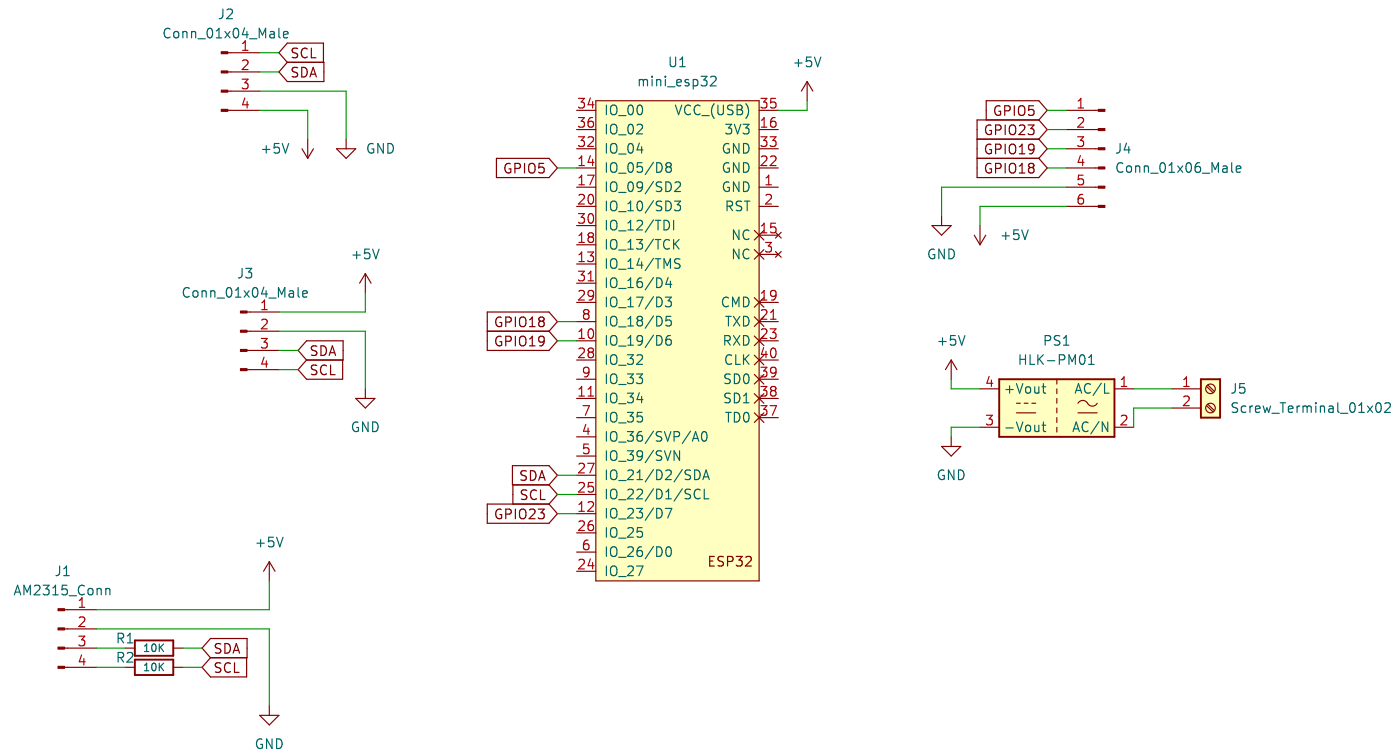 J2
Conn_01x04_Male
1 SCL
2 SDA
3
4
+5V
GND
J3
Conn_01x04_Male
+5V
1
2
3 SDA
4 SCL
GND
J1
AM2315_Conn
+5V
1
2
3 R1 10K SDA
4 R2 10K SCL
GND
U1
mini_esp32
+5V
34 IO_00 VCC_(USB) 35
36 IO_02 3V3 16
32 IO_04 GND 33
GPIO5 14 IO_05/D8 GND 22
17 IO_09/SD2 GND 1
20 IO_10/SD3 RST 2
30 IO_12/TDI NC 15
18 IO_13/TCK NC 3
13 IO_14/TMS
31 IO_16/D4
29 IO_17/D3 CMD 19
GPIO18 8 IO_18/D5 TXD 21
GPIO19 10 IO_19/D6 RXD 23
28 IO_32 CLK 40
9 IO_33 SD0 39
11 IO_34 SD1 38
7 IO_35 TD0 37
4 IO_36/SVP/A0
5 IO_39/SVN
SDA 27 IO_21/D2/SDA
SCL 25 IO_22/D1/SCL
GPIO23 12 IO_23/D7
26 IO_25
6 IO_26/D0
24 IO_27
ESP32
GPIO5 1
GPIO23 2
GPIO19 3
GPIO18 4
5
6
J4
Conn_01x06_Male
GND
+5V
PS1
HLK-PM01
+5V
4 +Vout AC/L 1
3 -Vout AC/N 2
GND
1
2
J5
Screw_Terminal_01x02